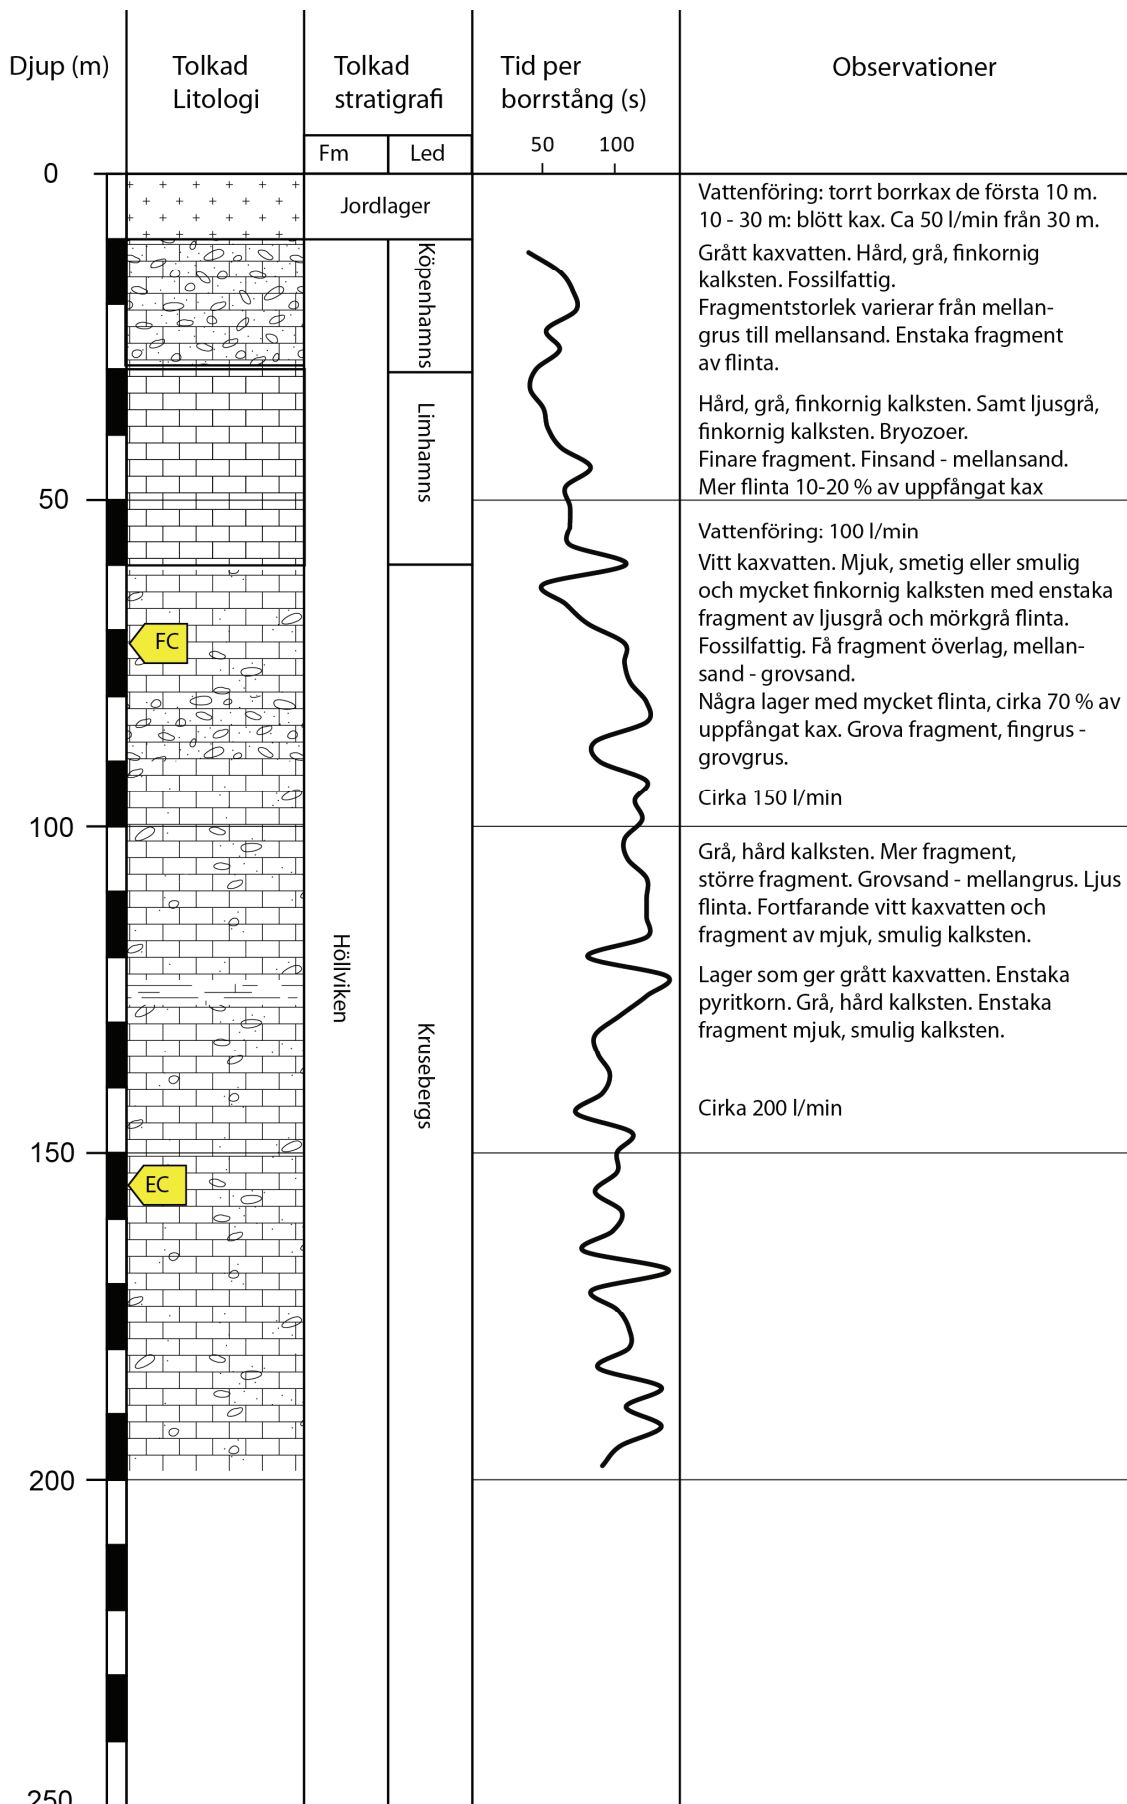 Djup (m)
Tolkad
Litologi
Tolkad
stratigrafi
Tid per
borrstång (s)
Observationer
Fm
Led
50
100
0
Jordlager
Vattenföring: torrt borrkax de första 10 m.
10 - 30 m: blött kax. Ca 50 l/min från 30 m.
Köpenhamns
Grått kaxvatten. Hård, grå, finkornig
kalksten. Fossilfattig.
Fragmentstorlek varierar från mellan-
grus till mellansand. Enstaka fragment
av flinta.
Limhamns
Hård, grå, finkornig kalksten. Samt ljusgrå,
finkornig kalksten. Bryozoer.
Finare fragment. Finsand - mellansand.
Mer flinta 10-20 % av uppfångat kax
50
Vattenföring: 100 l/min
Vitt kaxvatten. Mjuk, smetig eller smulig
och mycket finkornig kalksten med enstaka
fragment av ljusgrå och mörkgrå flinta.
Fossilfattig. Få fragment överlag, mellan-
sand - grovsand.
Några lager med mycket flinta, cirka 70 % av
uppfångat kax. Grova fragment, fingrus -
grovgrus.
FC
Cirka 150 l/min
100
Grå, hård kalksten. Mer fragment,
större fragment. Grovsand - mellangrus. Ljus
flinta. Fortfarande vitt kaxvatten och
fragment av mjuk, smulig kalksten.
Höllviken
Lager som ger grått kaxvatten. Enstaka
pyritkorn. Grå, hård kalksten. Enstaka
fragment mjuk, smulig kalksten.
Krusebergs
Cirka 200 l/min
150
EC
200
250